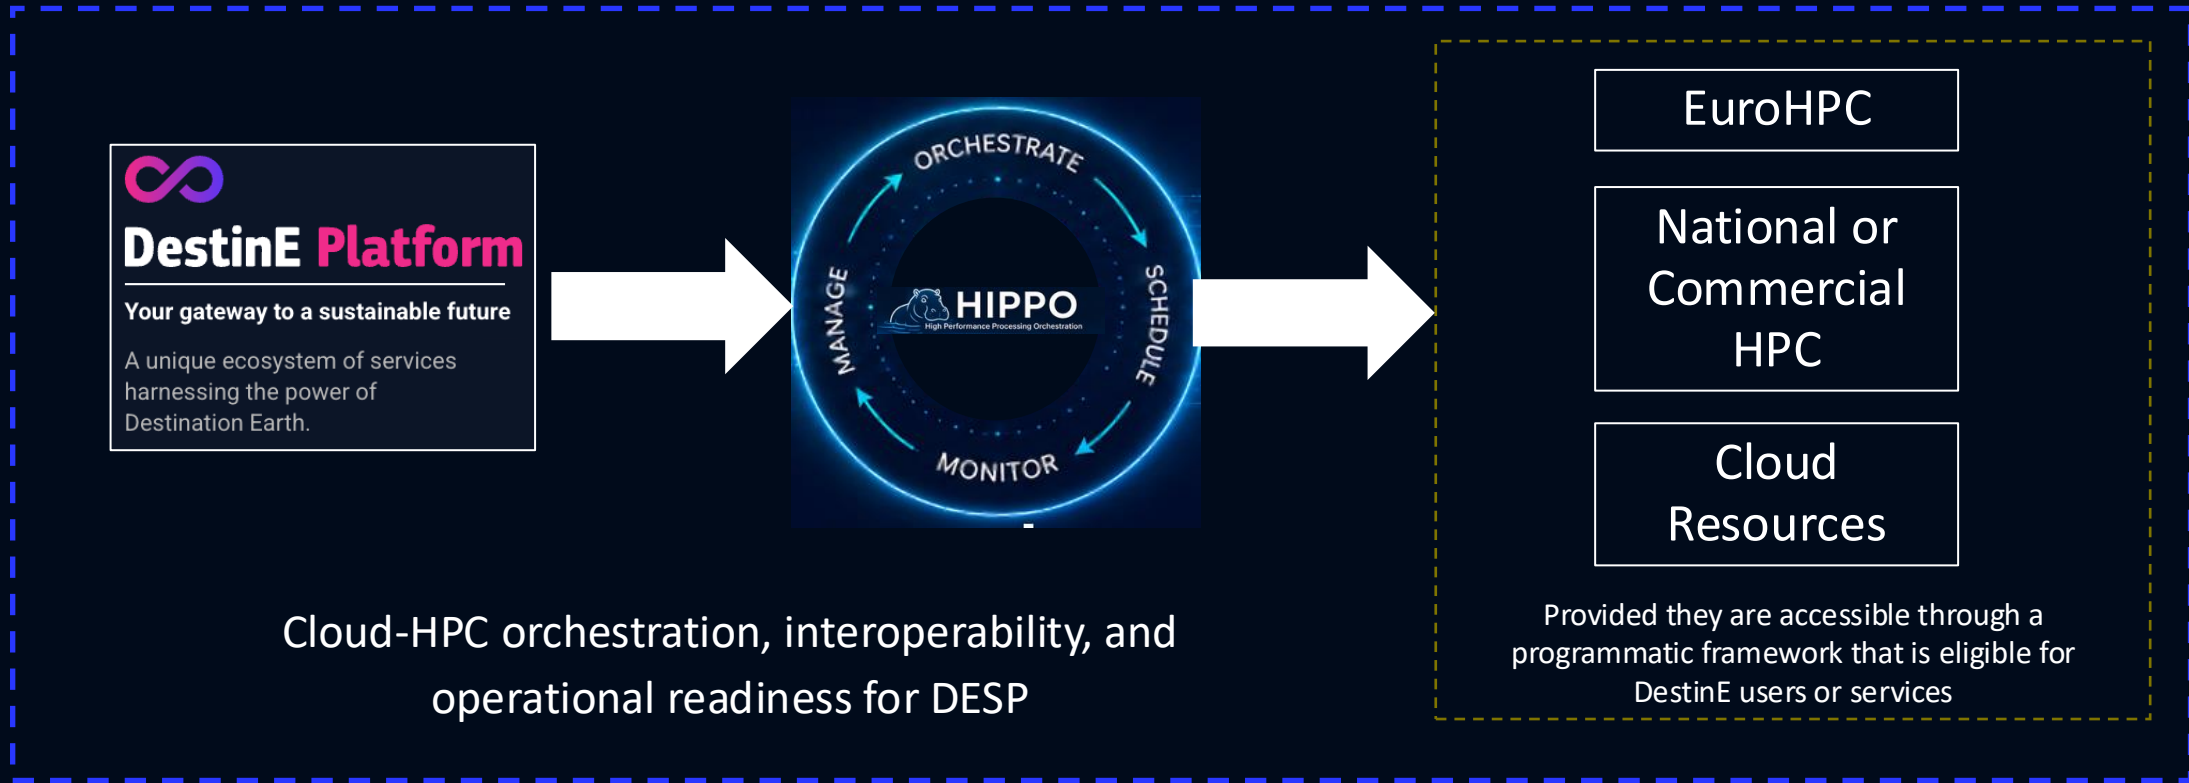 DestinE Platform
Your gateway to a sustainable future
A unique ecosystem of services
harnessing the power of
Destination Earth.
ORCHESTRATE
SCHEDULE
MONITOR
MANAGE
HIPPO
High Performance Processing Orchestration
Cloud-HPC orchestration, interoperability, and
operational readiness for DESP
EuroHPC
National or
Commercial
HPC
Cloud
Resources
Provided they are accessible through a
programmatic framework that is eligible for
DestinE users or services